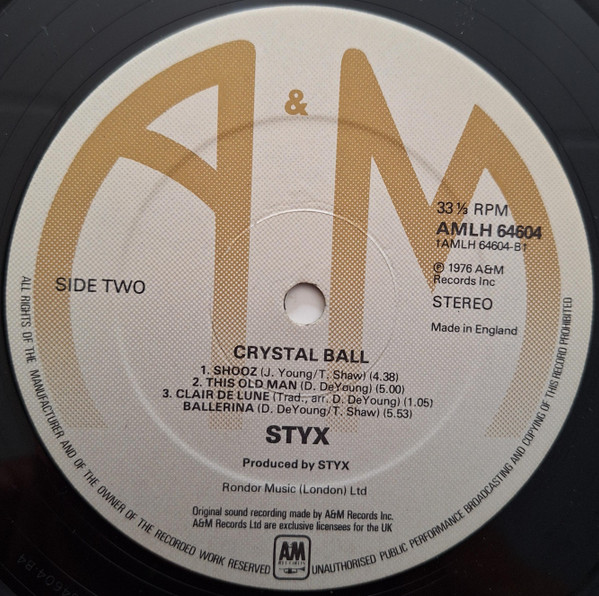 A & M
33⅓ RPM
AMLH 64604
†AMLH 64604-B†
℗ 1976 A&M
Records Inc
SIDE TWO
STEREO
Made in England
CRYSTAL BALL
1. SHOOZ (J. Young/T. Shaw) (4.38)
2. THIS OLD MAN (D. DeYoung) (5.00)
3. CLAIR DE LUNE (Trad., arr. D. DeYoung) (1.05)
BALLERINA (D. DeYoung/T. Shaw) (5.53)
STYX
Produced by STYX
Rondor Music (London) Ltd
Original sound recording made by A&M Records Inc.
A&M Records Ltd are exclusive licensees for the UK
AM
RECORDS
ALL RIGHTS OF THE MANUFACTURER AND OF THE OWNER OF THE RECORDED WORK RESERVED
UNAUTHORISED PUBLIC PERFORMANCE BROADCASTING AND COPYING OF THIS RECORD PROHIBITED